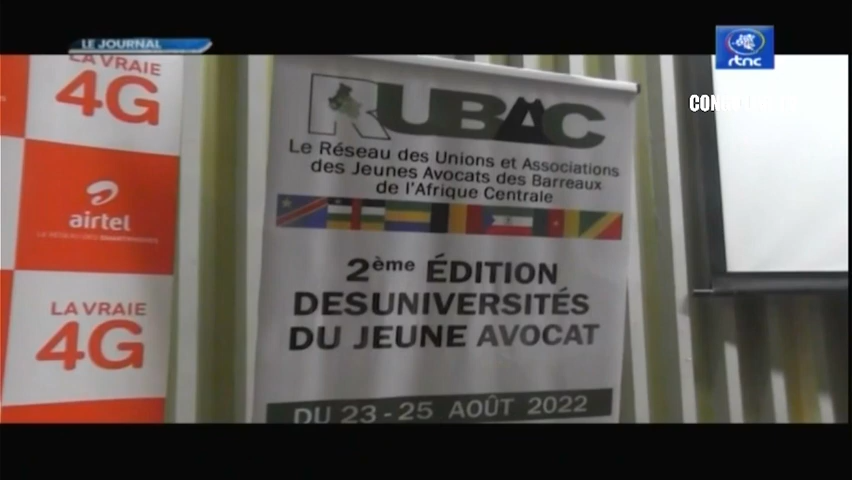 LE JOURNAL
rtnc
LA VRAIE
4G
airtel
LA VRAIE
4G
RUBAC
Le Réseau des Unions et Associations
des Jeunes Avocats des Barreaux
de l'Afrique Centrale
2ème ÉDITION
DESUNIVERSITÉS
DU JEUNE AVOCAT
DU 23-25 AOÛT 2022